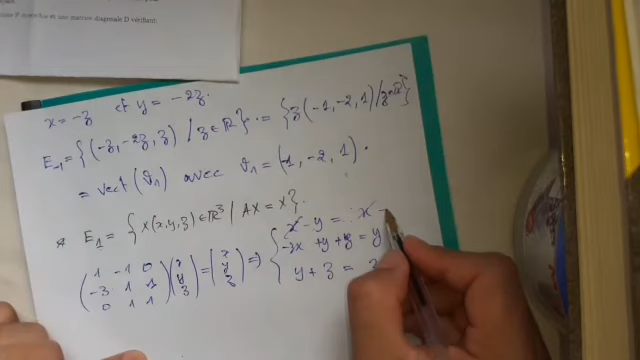 une matrice diagonale D vérifiant:
x = -z et y = -2z.
E₋₁ = {(-z, -2z, z) / z ∈ ℝ}. = {z(-1, -2, 1) / z ∈ ℝ}
= vect(v₁) avec v₁ = (-1, -2, 1).
* E₁ = {X(x, y, z) ∈ ℝ³ / AX = X}.
( 1 -1 0 ) (x) = (x) ⇒ { x - y = x
( -3 1 1 ) (y) = (y) ⇒ { -3x + y + z = y
( 0 1 1 ) (z) = (z) ⇒ { y + z = z